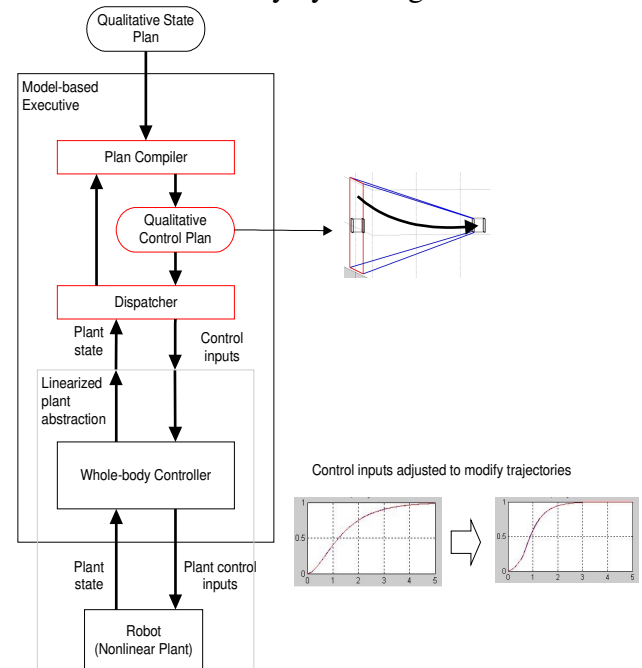 Qualitative State
Plan
Model-based
Executive
Plan Compiler
Qualitative
Control Plan
Dispatcher
Plant
state
Control
inputs
Linearized
plant
abstraction
Whole-body Controller
Control inputs adjusted to modify trajectories
1
0.5
0
0 1 2 3 4 5
1
0.5
0
0 1 2 3 4 5
Plant
state
Plant control
inputs
Robot
(Nonlinear Plant)